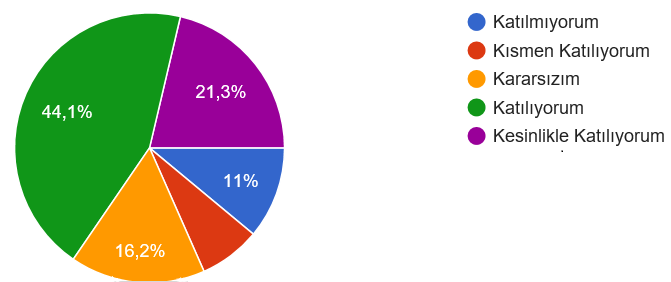 Katılmıyorum
Kısmen Katılıyorum
Kararsızım
Katılıyorum
Kesinlikle Katılıyorum
21,3%
44,1%
11%
16,2%